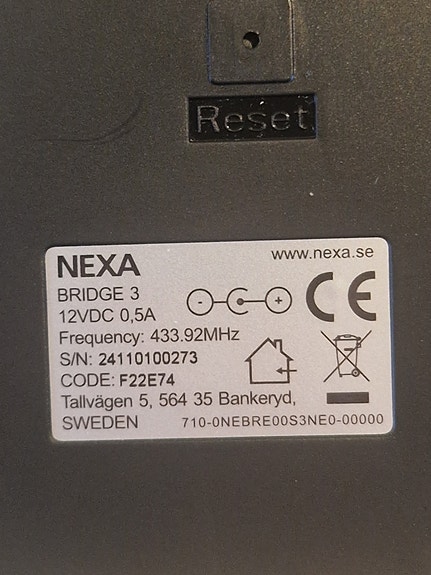 Reset
NEXA
www.nexa.se
BRIDGE 3
12VDC 0,5A
- +
CE
Frequency: 433.92MHz
S/N: 24110100273
CODE: F22E74
Tallvägen 5, 564 35 Bankeryd,
SWEDEN 710-0NEBRE00S3NE0-00000